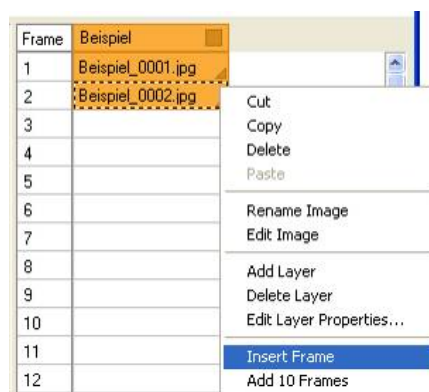 Frame Beispiel
1 Beispiel_0001.jpg
2 Beispiel_0002.jpg
3
4
5
6
7
8
9
10
11
12
Cut
Copy
Delete
Paste
Rename Image
Edit Image
Add Layer
Delete Layer
Edit Layer Properties...
Insert Frame
Add 10 Frames